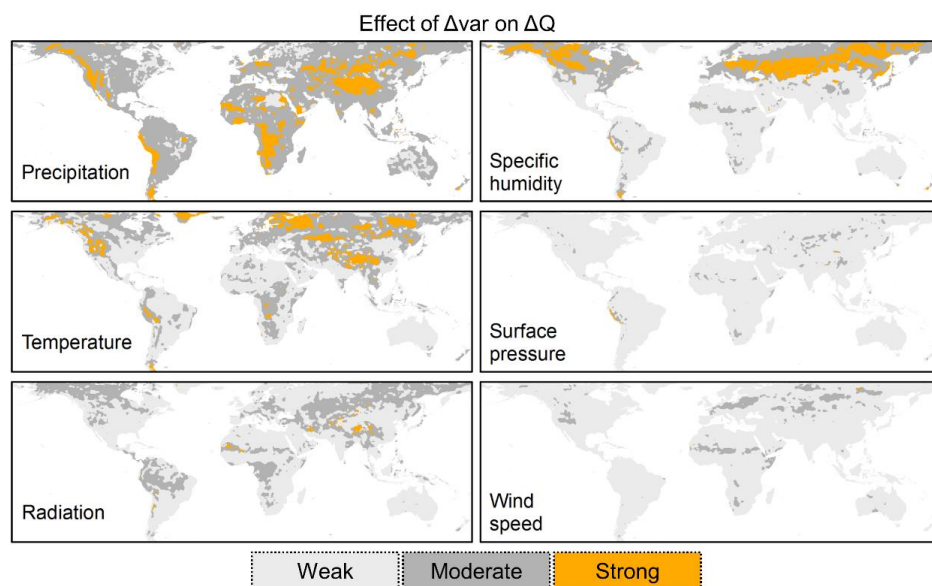 Effect of Δvar on ΔQ
Precipitation
Specific
humidity
Temperature
Surface
pressure
Radiation
Wind
speed
Weak
Moderate
Strong